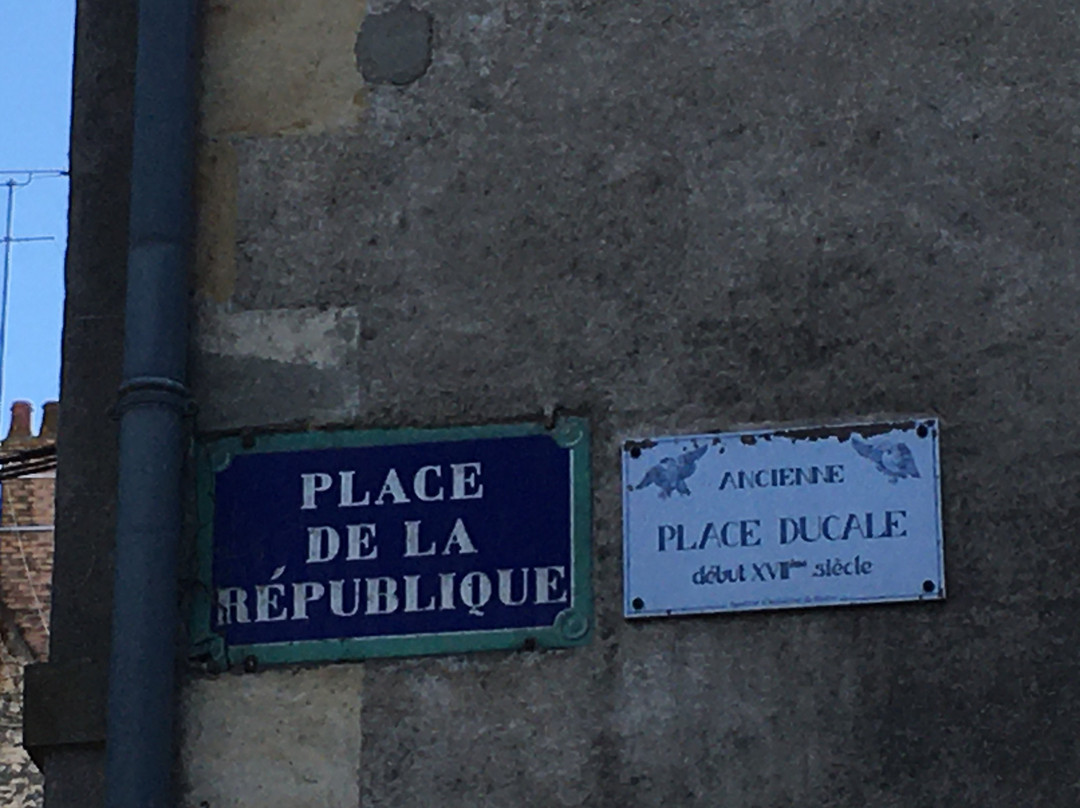 PLACE
DE LA
RÉPUBLIQUE
ANCIENNE
PLACE DUCALE
début XVIIème siècle